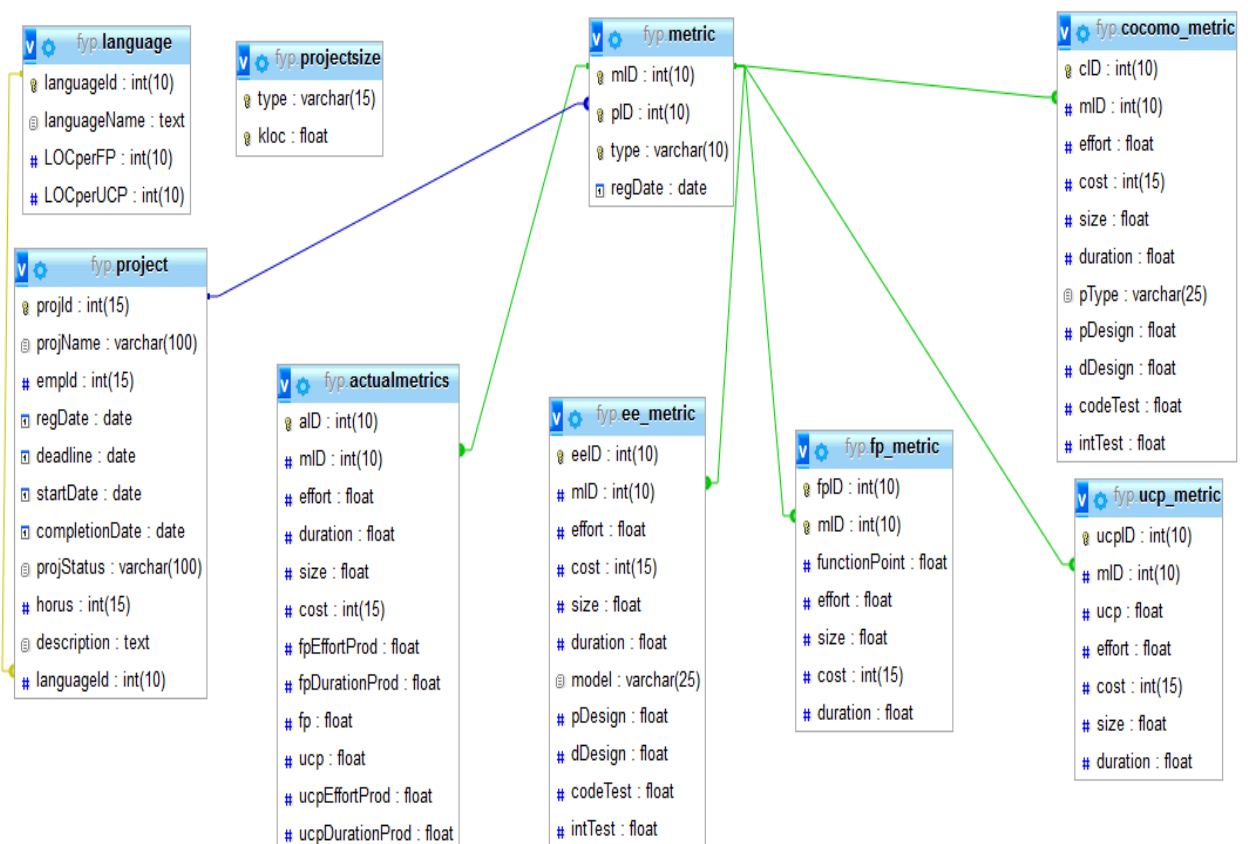 fyp.language
languageId : int(10)
languageName : text
LOCperFP : int(10)
LOCperUCP : int(10)
fyp.projectsize
type : varchar(15)
kloc : float
fyp.metric
mID : int(10)
pID : int(10)
type : varchar(10)
regDate : date
fyp.cocomo_metric
cID : int(10)
mID : int(10)
effort : float
cost : int(15)
size : float
duration : float
pType : varchar(25)
pDesign : float
dDesign : float
codeTest : float
intTest : float
fyp.project
projId : int(15)
projName : varchar(100)
empId : int(15)
regDate : date
deadline : date
startDate : date
completionDate : date
projStatus : varchar(100)
horus : int(15)
description : text
languageId : int(10)
fyp.actualmetrics
aID : int(10)
mID : int(10)
effort : float
duration : float
size : float
cost : int(15)
fpEffortProd : float
fpDurationProd : float
fp : float
ucp : float
ucpEffortProd : float
ucpDurationProd : float
fyp.ee_metric
eeID : int(10)
mID : int(10)
effort : float
cost : int(15)
size : float
duration : float
model : varchar(25)
pDesign : float
dDesign : float
codeTest : float
intTest : float
fyp.fp_metric
fpID : int(10)
mID : int(10)
functionPoint : float
effort : float
size : float
cost : int(15)
duration : float
fyp.ucp_metric
ucpID : int(10)
mID : int(10)
ucp : float
effort : float
cost : int(15)
size : float
duration : float